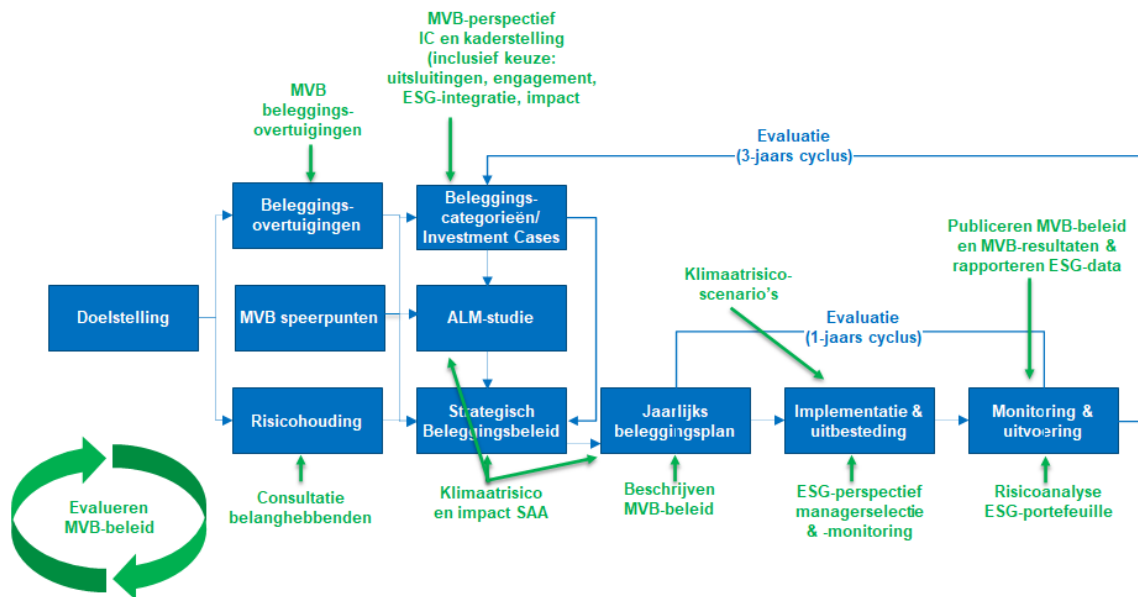 MVB-perspectief
IC en kaderstelling
(inclusief keuze:
uitsluitingen, engagement,
ESG-integratie, impact
MVB
beleggings-
overtuigingen
Evaluatie
(3-jaars cyclus)
Beleggings-
overtuigingen
Beleggings-
categorieën/
Investment Cases
Publiceren MVB-beleid
en MVB-resultaten &
rapporteren ESG-data
Klimaatrisico-
scenario's
Doelstelling
MVB speerpunten
ALM-studie
Evaluatie
(1-jaars cyclus)
Risicohouding
Strategisch
Beleggingsbeleid
Jaarlijks
beleggingsplan
Implementatie &
uitbesteding
Monitoring &
uitvoering
Evalueren
MVB-beleid
Consultatie
belanghebbenden
Klimaatrisico
en impact SAA
Beschrijven
MVB-beleid
ESG-perspectief
managerselectie
& -monitoring
Risicoanalyse
ESG-portefeuille